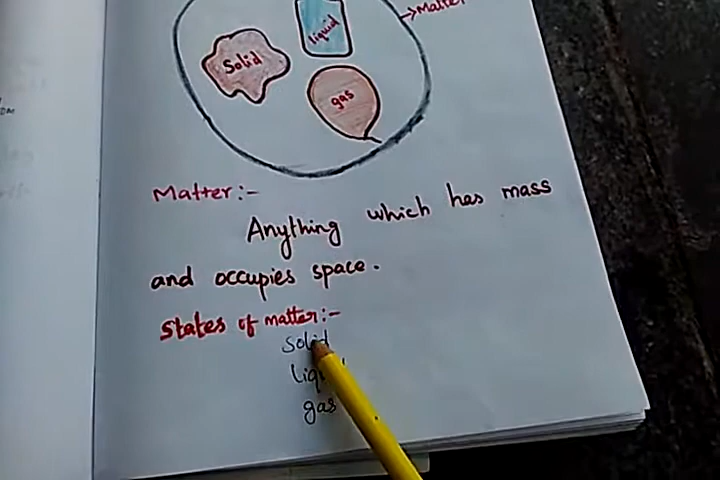 →Matter
liquid
Solid
gas
Matter:-
Anything which has mass
and occupies space.
States of matter:-
solid
gas